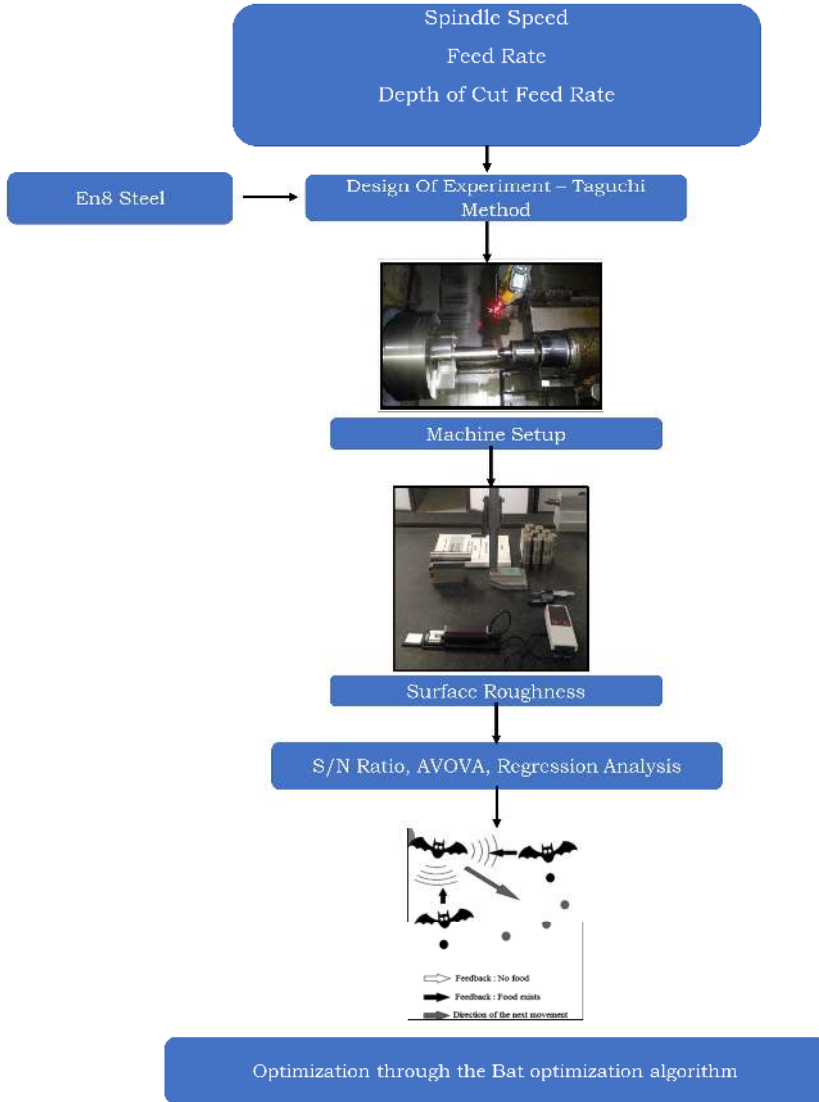 Spindle Speed
Feed Rate
Depth of Cut Feed Rate
En8 Steel
Design Of Experiment – Taguchi
Method
Machine Setup
Surface Roughness
S/N Ratio, AVOVA, Regression Analysis
Feedback : No food
Feedback : Food exists
Direction of the next movement
Optimization through the Bat optimization algorithm